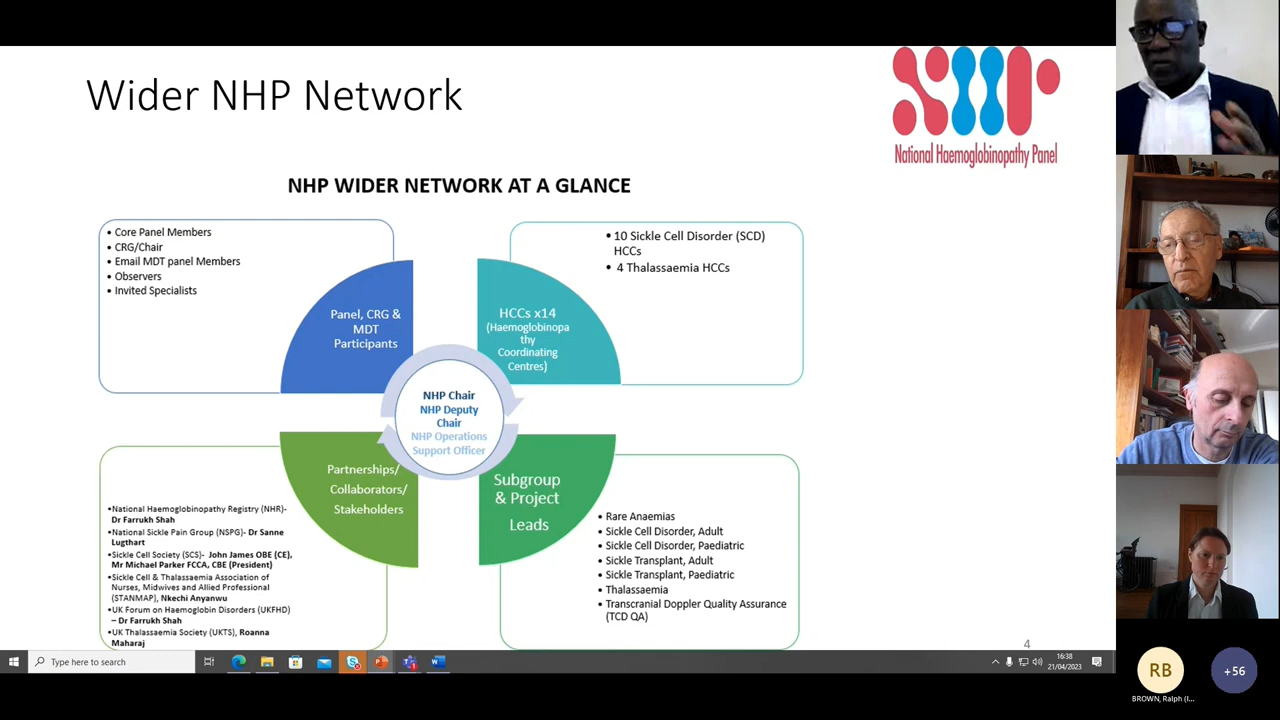 Wider NHP Network
NHP
National Haemoglobinopathy Panel
NHP WIDER NETWORK AT A GLANCE
• Core Panel Members
• CRG/Chair
• Email MDT panel Members
• Observers
• Invited Specialists
Panel, CRG &
MDT
Participants
• 10 Sickle Cell Disorder (SCD)
HCCs
• 4 Thalassaemia HCCs
HCCs x14
(Haemoglobinopa
thy
Coordinating
Centres)
NHP Chair
NHP Deputy
Chair
NHP Operations
Support Officer
Partnerships/
Collaborators/
Stakeholders
•National Haemoglobinopathy Registry (NHR)-
Dr Farrukh Shah
•National Sickle Pain Group (NSPG)- Dr Sanne
Lugthart
•Sickle Cell Society (SCS)- John James OBE (CE),
Mr Michael Parker FCCA, CBE (President)
•Sickle Cell & Thalassaemia Association of
Nurses, Midwives and Allied Professional
(STANMAP), Nkechi Anyanwu
•UK Forum on Haemoglobin Disorders (UKFHD)
– Dr Farrukh Shah
•UK Thalassaemia Society (UKTS), Roanna
Maharaj
Subgroup
& Project
Leads
• Rare Anaemias
• Sickle Cell Disorder, Adult
• Sickle Cell Disorder, Paediatric
• Sickle Transplant, Adult
• Sickle Transplant, Paediatric
• Thalassaemia
• Transcranial Doppler Quality Assurance
(TCD QA)
4
Type here to search
16:38
21/04/2023
RB
+56
BROWN, Ralph (I...